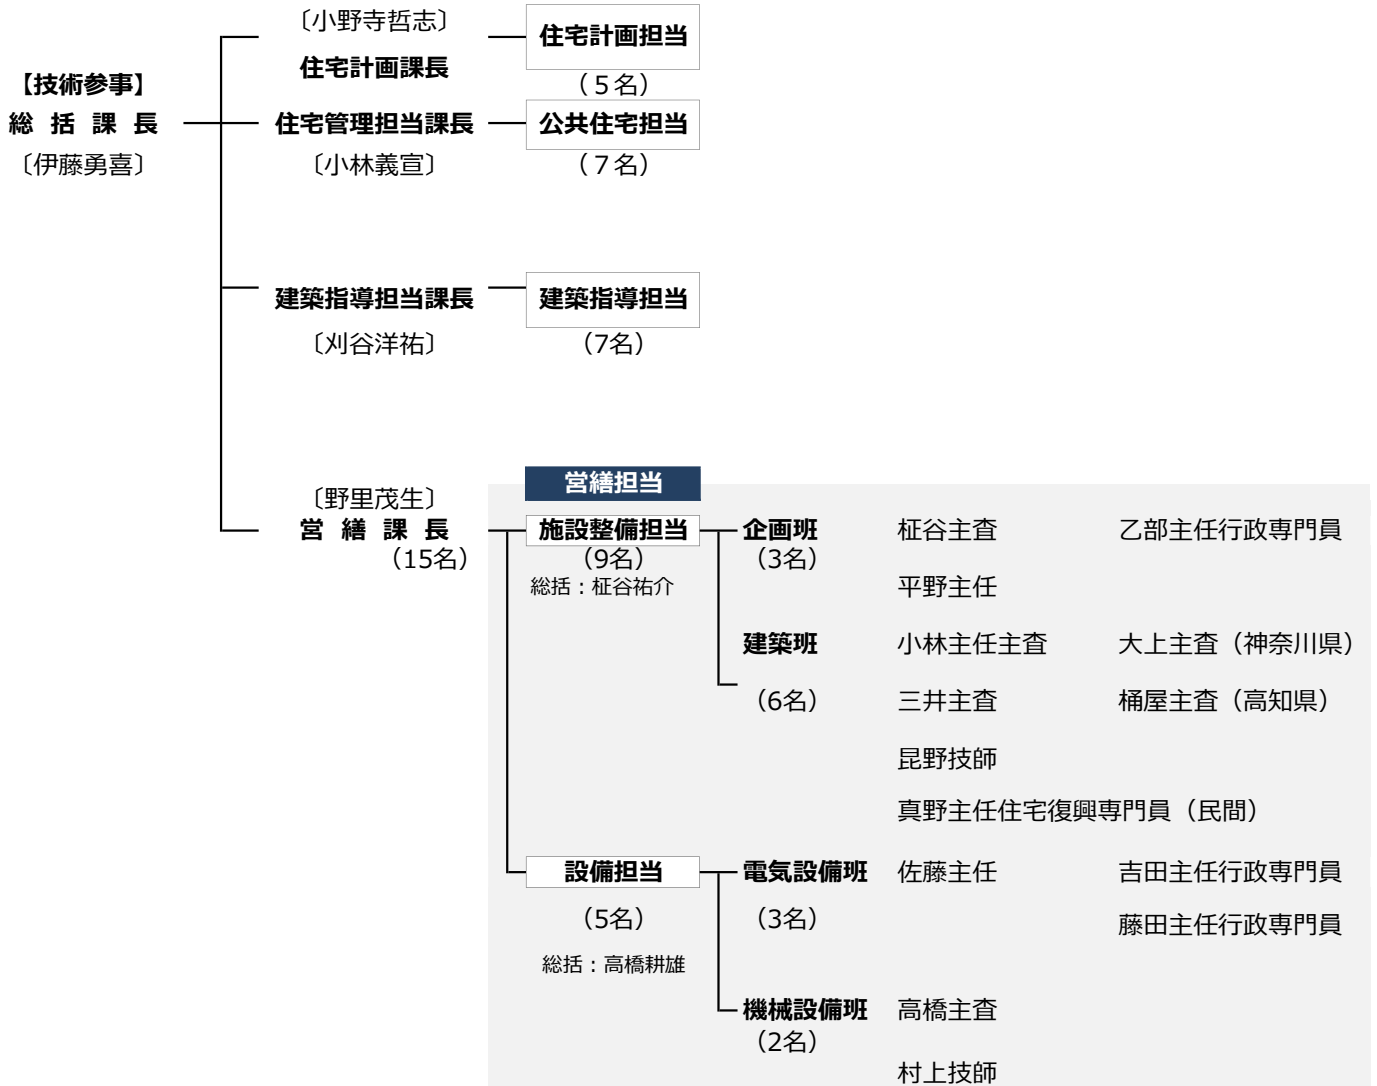 〔小野寺哲志〕 住宅計画担当
住宅計画課長
【技術参事】 （５名）
総 括 課 長 住宅管理担当課長 公共住宅担当
〔伊藤勇喜〕 〔小林義宣〕 （７名）
建築指導担当課長 建築指導担当
〔刈谷洋祐〕 （7名）
営繕担当
〔野里茂生〕
営 繕 課 長 施設整備担当 企画班 柾谷主査 乙部主任行政専門員
（15名） （9名） （3名）
総括：柾谷祐介 平野主任
建築班 小林主任主査 大上主査（神奈川県）
（6名） 三井主査 桶屋主査（高知県）
昆野技師
真野主任住宅復興専門員（民間）
設備担当 電気設備班 佐藤主任 吉田主任行政専門員
（5名） （3名） 藤田主任行政専門員
総括：高橋耕雄
機械設備班 高橋主査
（2名）
村上技師